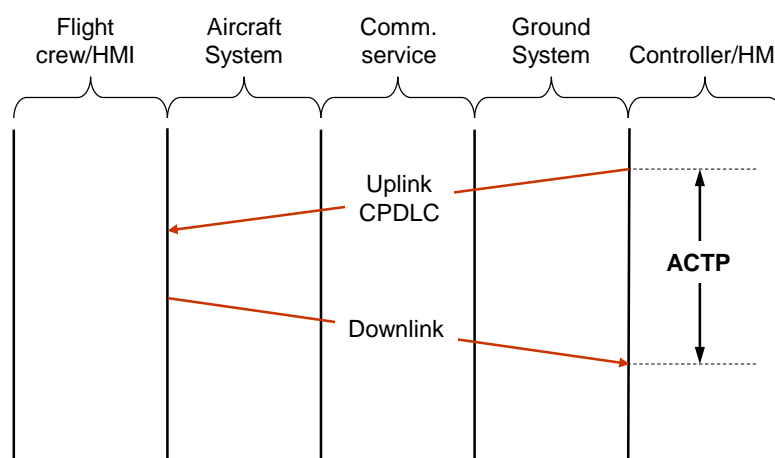 Flight
crew/HMI
Aircraft
System
Comm.
service
Ground
System
Controller/HM
Uplink
CPDLC
ACTP
Downlink